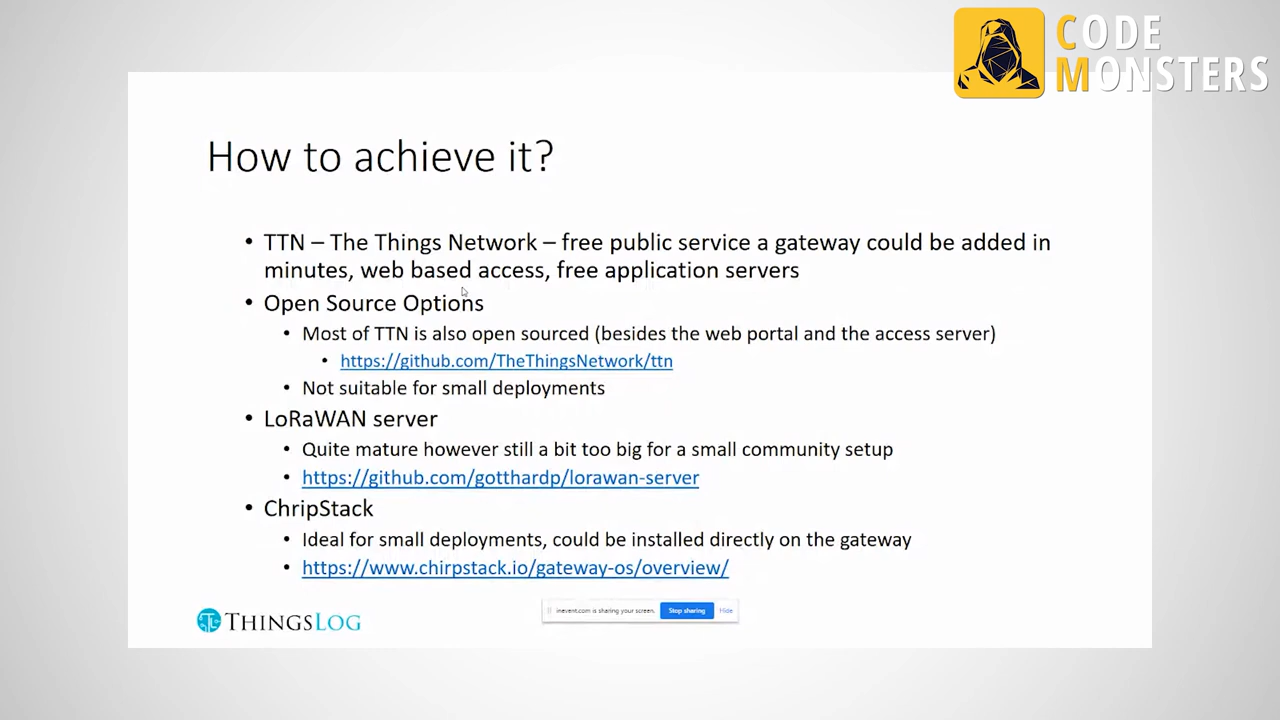 CODE
MONSTERS
How to achieve it?
• TTN – The Things Network – free public service a gateway could be added in
minutes, web based access, free application servers
• Open Source Options
• Most of TTN is also open sourced (besides the web portal and the access server)
• https://github.com/TheThingsNetwork/ttn
• Not suitable for small deployments
• LoRaWAN server
• Quite mature however still a bit too big for a small community setup
• https://github.com/gotthardp/lorawan-server
• ChripStack
• Ideal for small deployments, could be installed directly on the gateway
• https://www.chirpstack.io/gateway-os/overview/
THINGSLOG
inevent.com is sharing your screen. Stop sharing Hide